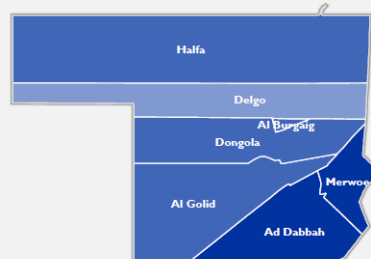 Halfa
Delgo
Al Burgaig
Dongola
Merwoe
Al Golid
Ad Dabbah